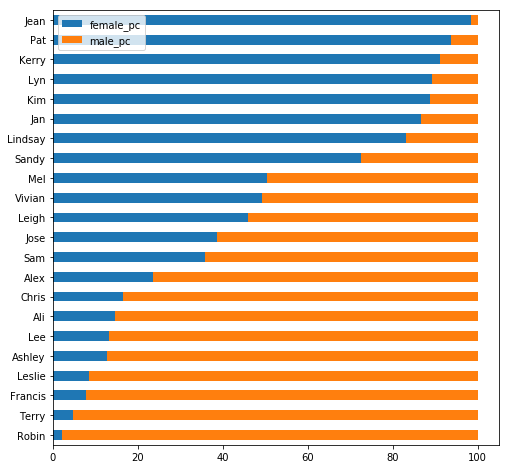 Jean
female_pc
Pat
male_pc
Kerry
Lyn
Kim
Jan
Lindsay
Sandy
Mel
Vivian
Leigh
Jose
Sam
Alex
Chris
Ali
Lee
Ashley
Leslie
Francis
Terry
Robin
0 20 40 60 80 100